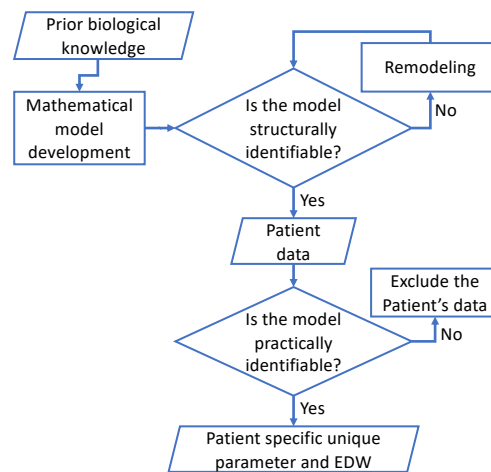 Prior biological
knowledge
Remodeling
Mathematical
model
development
Is the model
structurally
identifiable?
No
Yes
Patient
data
Exclude the
Patient's data
Is the model
practically
identifiable?
No
Yes
Patient specific unique
parameter and EDW